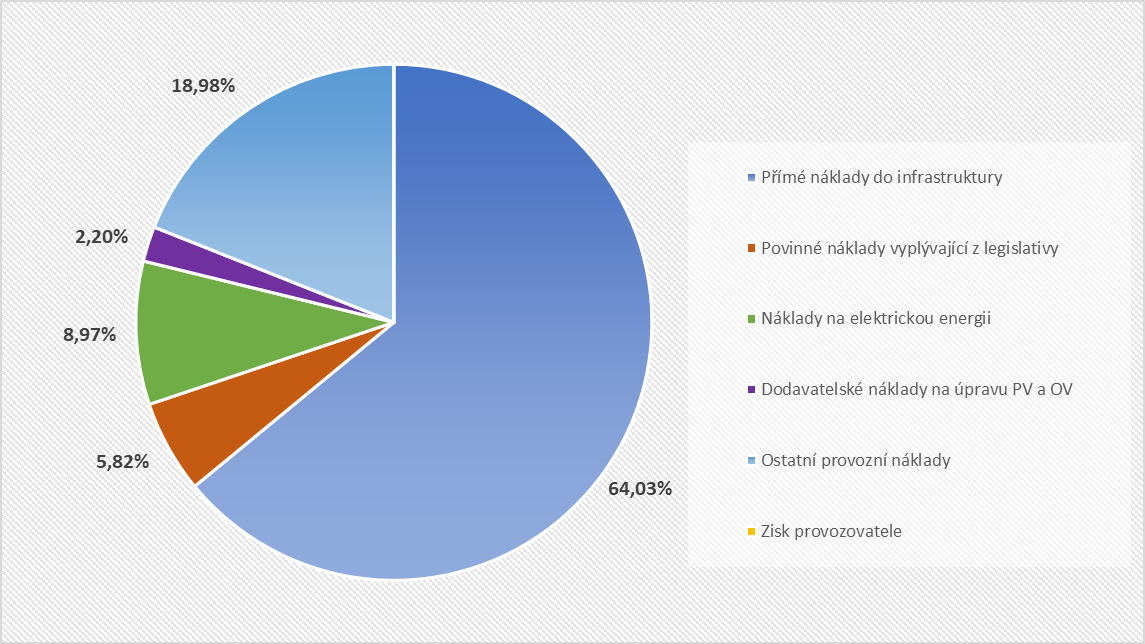 18,98%
2,20%
8,97%
5,82%
64,03%
Přímé náklady do infrastruktury
Povinné náklady vyplývající z legislativy
Náklady na elektrickou energii
Dodavatelské náklady na úpravu PV a OV
Ostatní provozní náklady
Zisk provozovatele